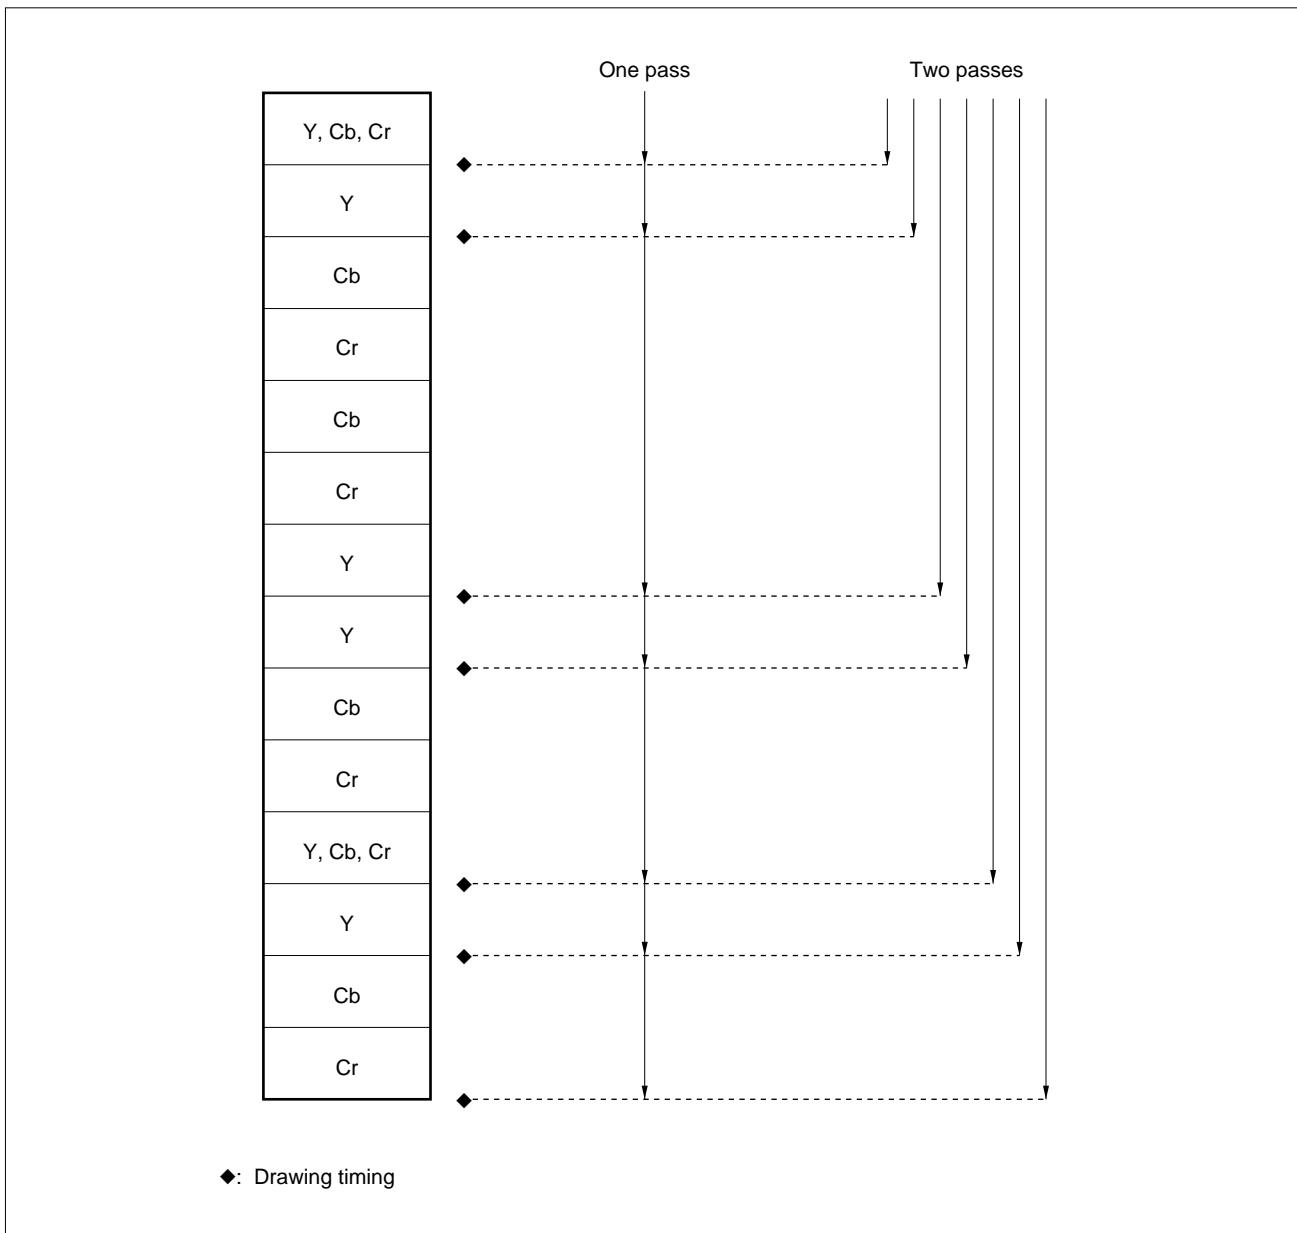 One pass
Two passes
Y, Cb, Cr
Y
Cb
Cr
Cb
Cr
Y
Y
Cb
Cr
Y, Cb, Cr
Y
Cb
Cr
◆: Drawing timing